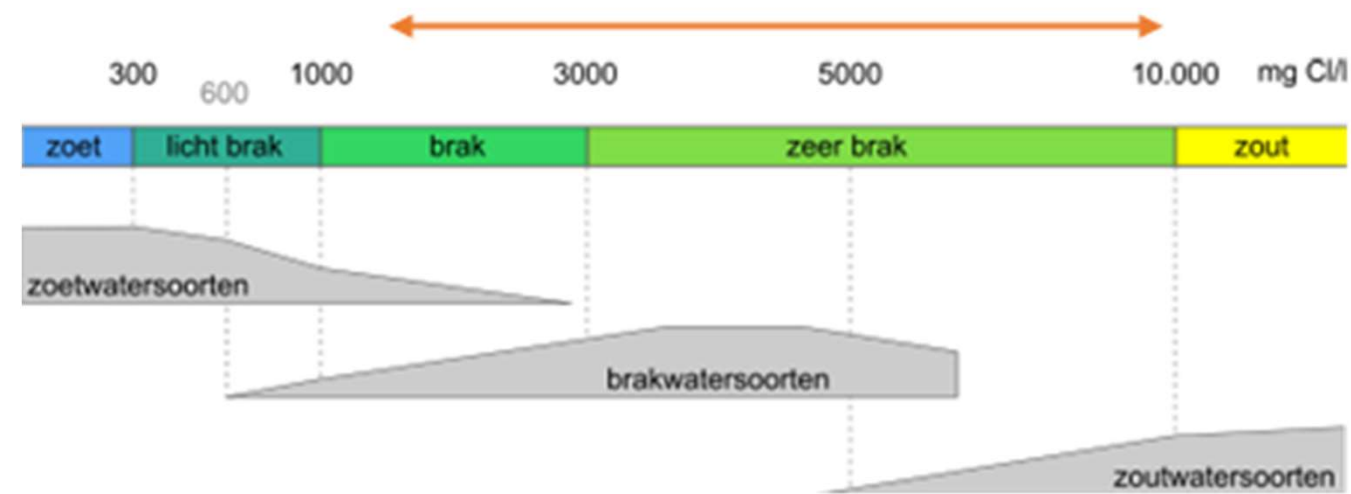 300 1000 3000 5000 10.000 mg Cl/l
600
zoet licht brak brak zeer brak zout
zoetwatersoorten
brakwatersoorten
zoutwatersoorten